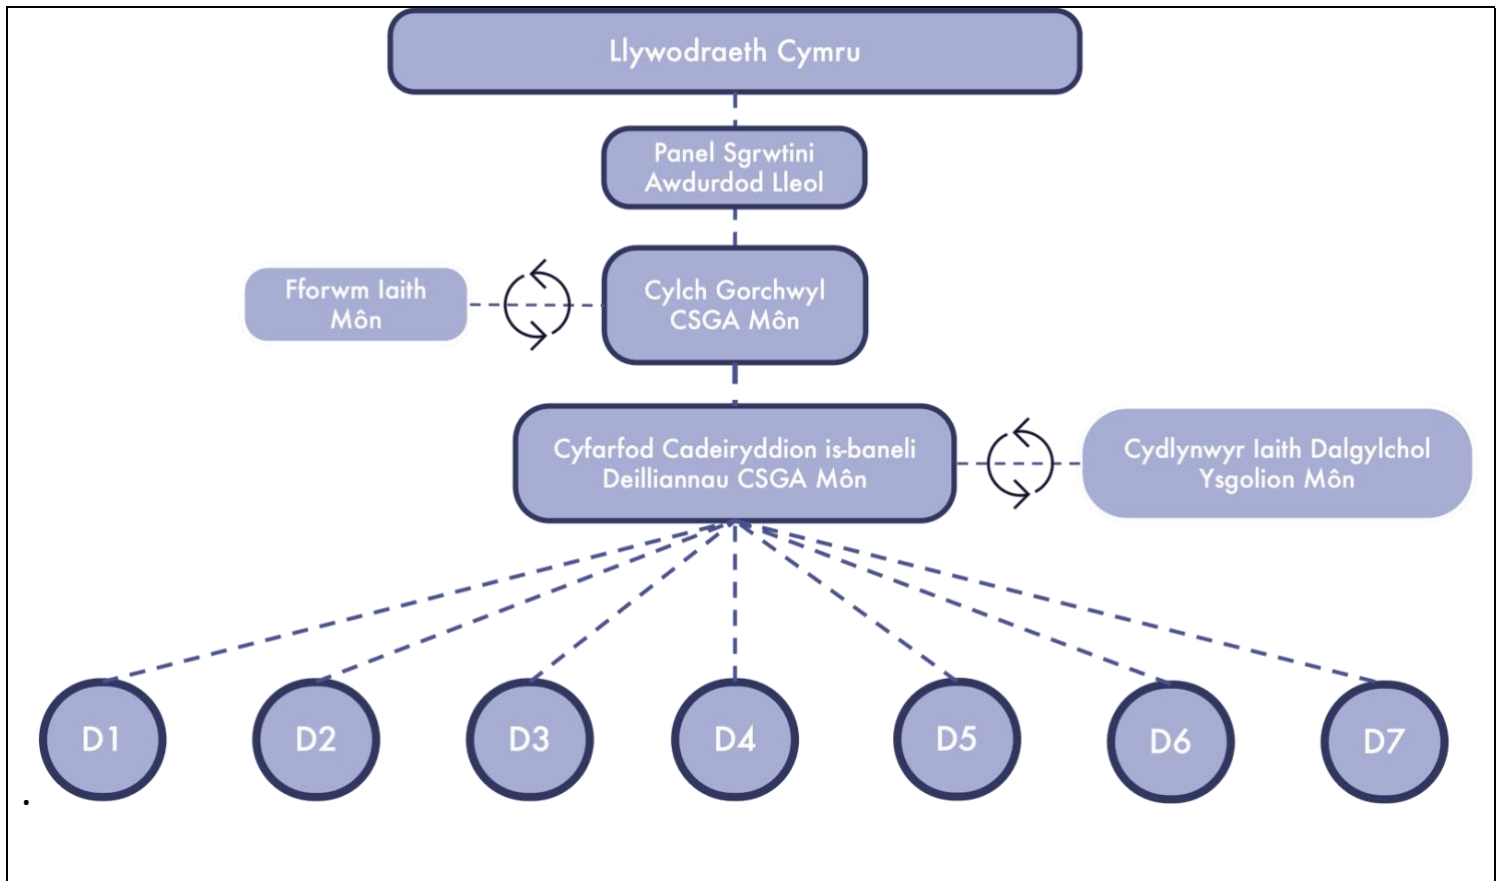 Llywodraeth Cymru
Panel Sgrwtini
Awdurdod Lleol
Fforwm Iaith
Môn
Cylch Gorchwyl
CSGA Môn
Cyfarfod Cadeiryddion is-baneli
Deilliannau CSGA Môn
Cydlynwyr Iaith Dalgylchol
Ysgolion Môn
D1
D2
D3
D4
D5
D6
D7
.